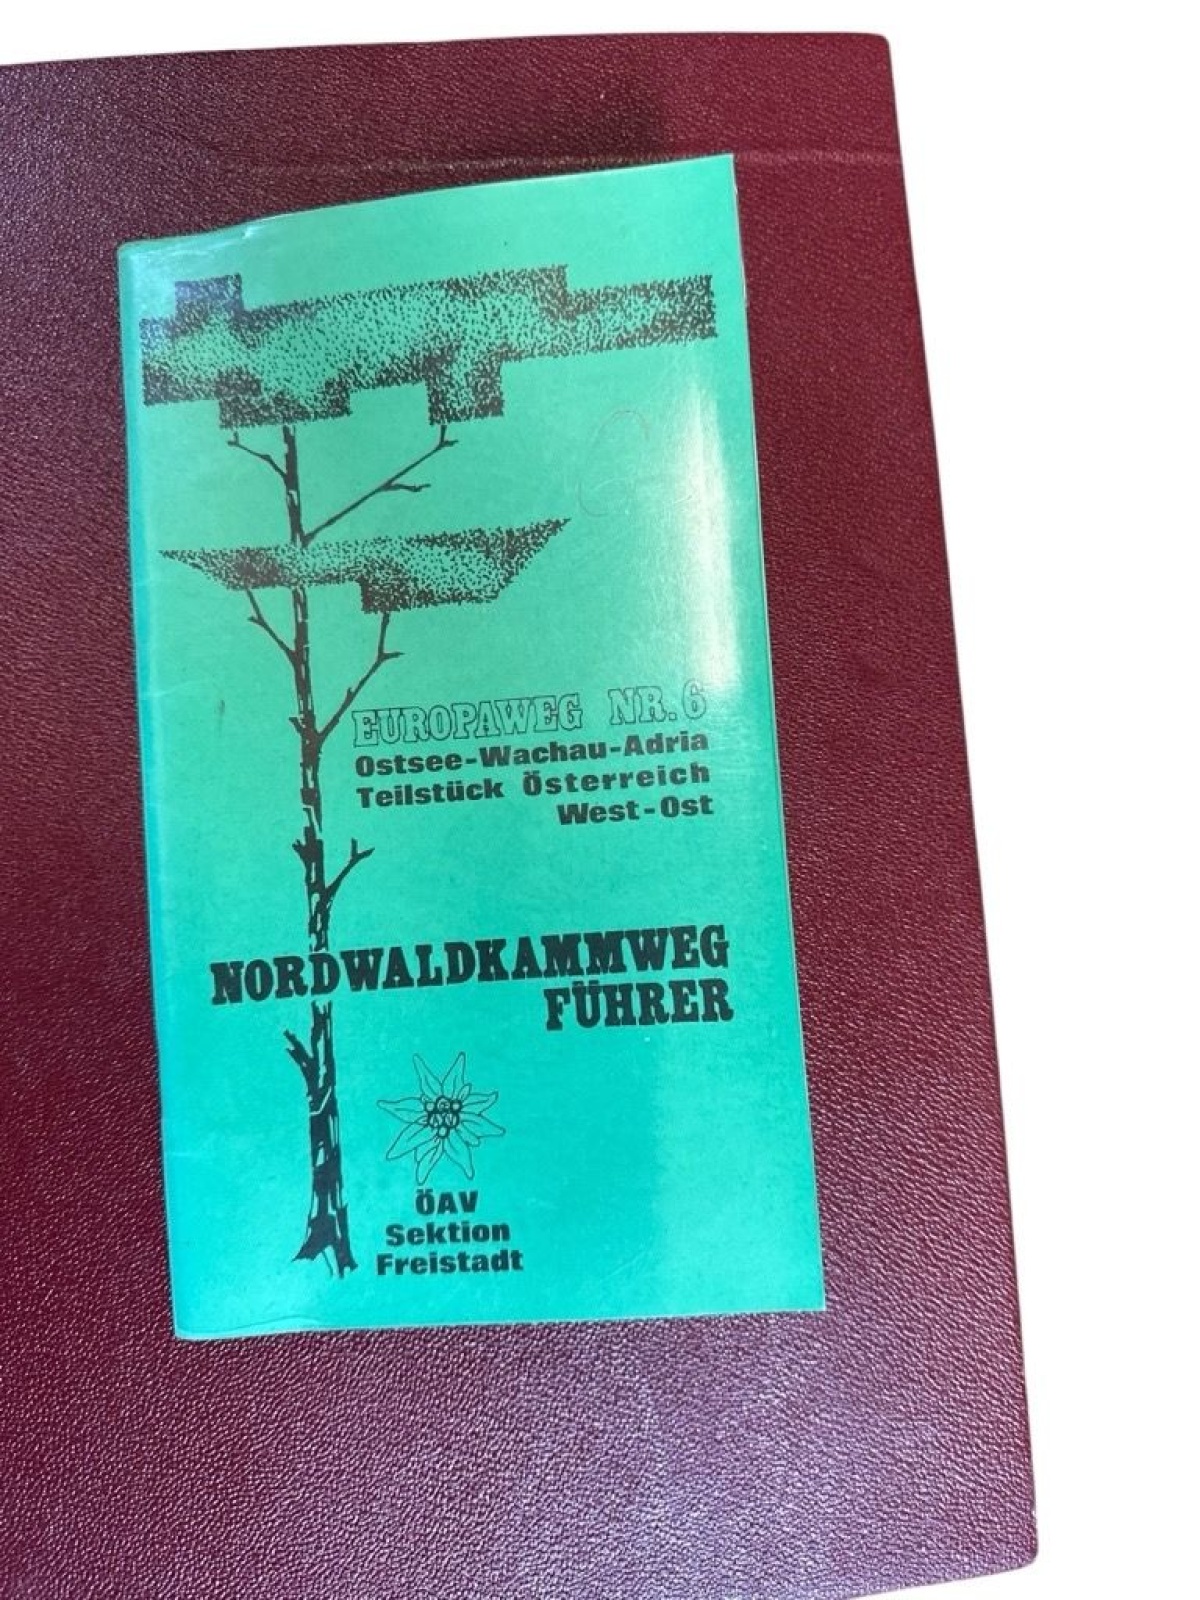 EUROPAWEG NR. 6
Ostsee-Wachau-Adria
Teilstück Österreich
West-Ost
NORDWALDKAMMWEG
FÜHRER
ÖAV
Sektion
Freistadt